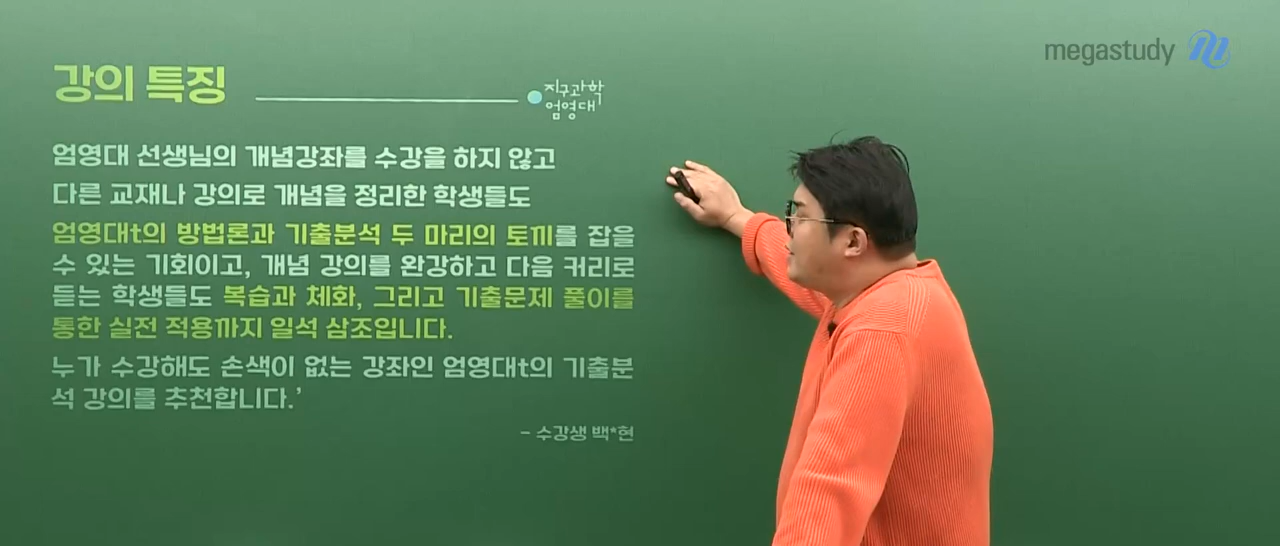 megastudy
강의 특징
지구과학
엄영대
엄영대 선생님의 개념강좌를 수강을 하지 않고
다른 교재나 강의로 개념을 정리한 학생들도
엄영대t의 방법론과 기출분석 두 마리의 토끼를 잡을
수 있는 기회이고, 개념 강의를 완강하고 다음 커리로
듣는 학생들도 복습과 체화, 그리고 기출문제 풀이를
통한 실전 적용까지 일석 삼조입니다.
누가 수강해도 손색이 없는 강좌인 엄영대t의 기출분
석 강의를 추천합니다.’
- 수강생 백*현